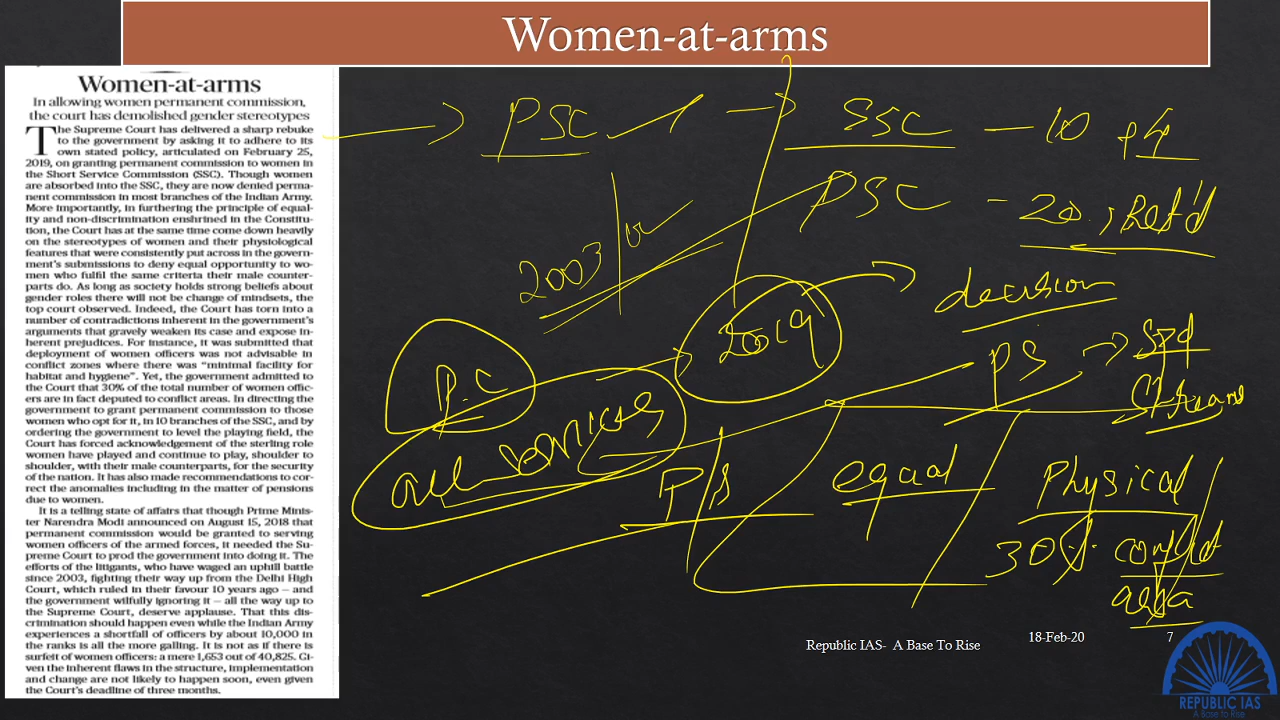 Women-at-arms
Women-at-arms
In allowing women permanent commission,
the court has demolished gender stereotypes
The Supreme Court has delivered a sharp rebuke
to the government by asking it to adhere to its
own stated policy, articulated on February 25,
2019, on granting permanent commission to women in
the Short Service Commission (SSC). Though women
are absorbed into the SSC, they are now denied perma-
nent commission in most branches of the Indian Army.
More importantly, in furthering the principle of equal-
ity and non-discrimination enshrined in the Constitu-
tion, the Court has at the same time come down heavily
on the stereotypes of women and their physiological
features that were consistently put across in the govern-
ment's submissions to deny equal opportunity to wo-
men who fulfil the same criteria their male counter-
parts do. As long as society holds strong beliefs about
gender roles there will not be change of mindsets, the
top court observed. Indeed, the Court has torn into a
number of contradictions inherent in the government's
arguments that gravely weaken its case and expose in-
herent prejudices. For instance, it was submitted that
deployment of women officers was not advisable in
conflict zones where there was "minimal facility for
habitat and hygiene". Yet, the government admitted to
the Court that 30% of the total number of women offic-
ers are in fact deputed to conflict areas. In directing the
government to grant permanent commission to those
women who opt for it, in 10 branches of the SSC, and by
ordering the government to level the playing field, the
Court has forced acknowledgement of the sterling role
women have played and continue to play, shoulder to
shoulder, with their male counterparts, for the security
of the nation. It has also made recommendations to cor-
rect the anomalies including in the matter of pensions
due to women.
It is a telling state of affairs that though Prime Minis-
ter Narendra Modi announced on August 15, 2018 that
permanent commission would be granted to serving
women officers of the armed forces, it needed the Su-
preme Court to prod the government into doing it. The
efforts of the litigants, who have waged an uphill battle
since 2003, fighting their way up from the Delhi High
Court, which ruled in their favour 10 years ago – and
the government wilfully ignoring it – all the way up to
the Supreme Court, deserve applause. That this dis-
crimination should happen even while the Indian Army
experiences a shortfall of officers by about 10,000 in
the ranks is all the more galling. It is not as if there is
surfeit of women officers: a mere 1,653 out of 40,825. Gi-
ven the inherent flaws in the structure, implementation
and change are not likely to happen soon, even given
the Court's deadline of three months.
PSC
SSC – 10 +4
PSC – 20, Ret'd
2003
2019
decision
PS
P.C
all services
P/s
equal
Physical
30%
conflict
area
Republic IAS- A Base To Rise
18-Feb-20
7
REPUBLIC IAS
A Base to Rise